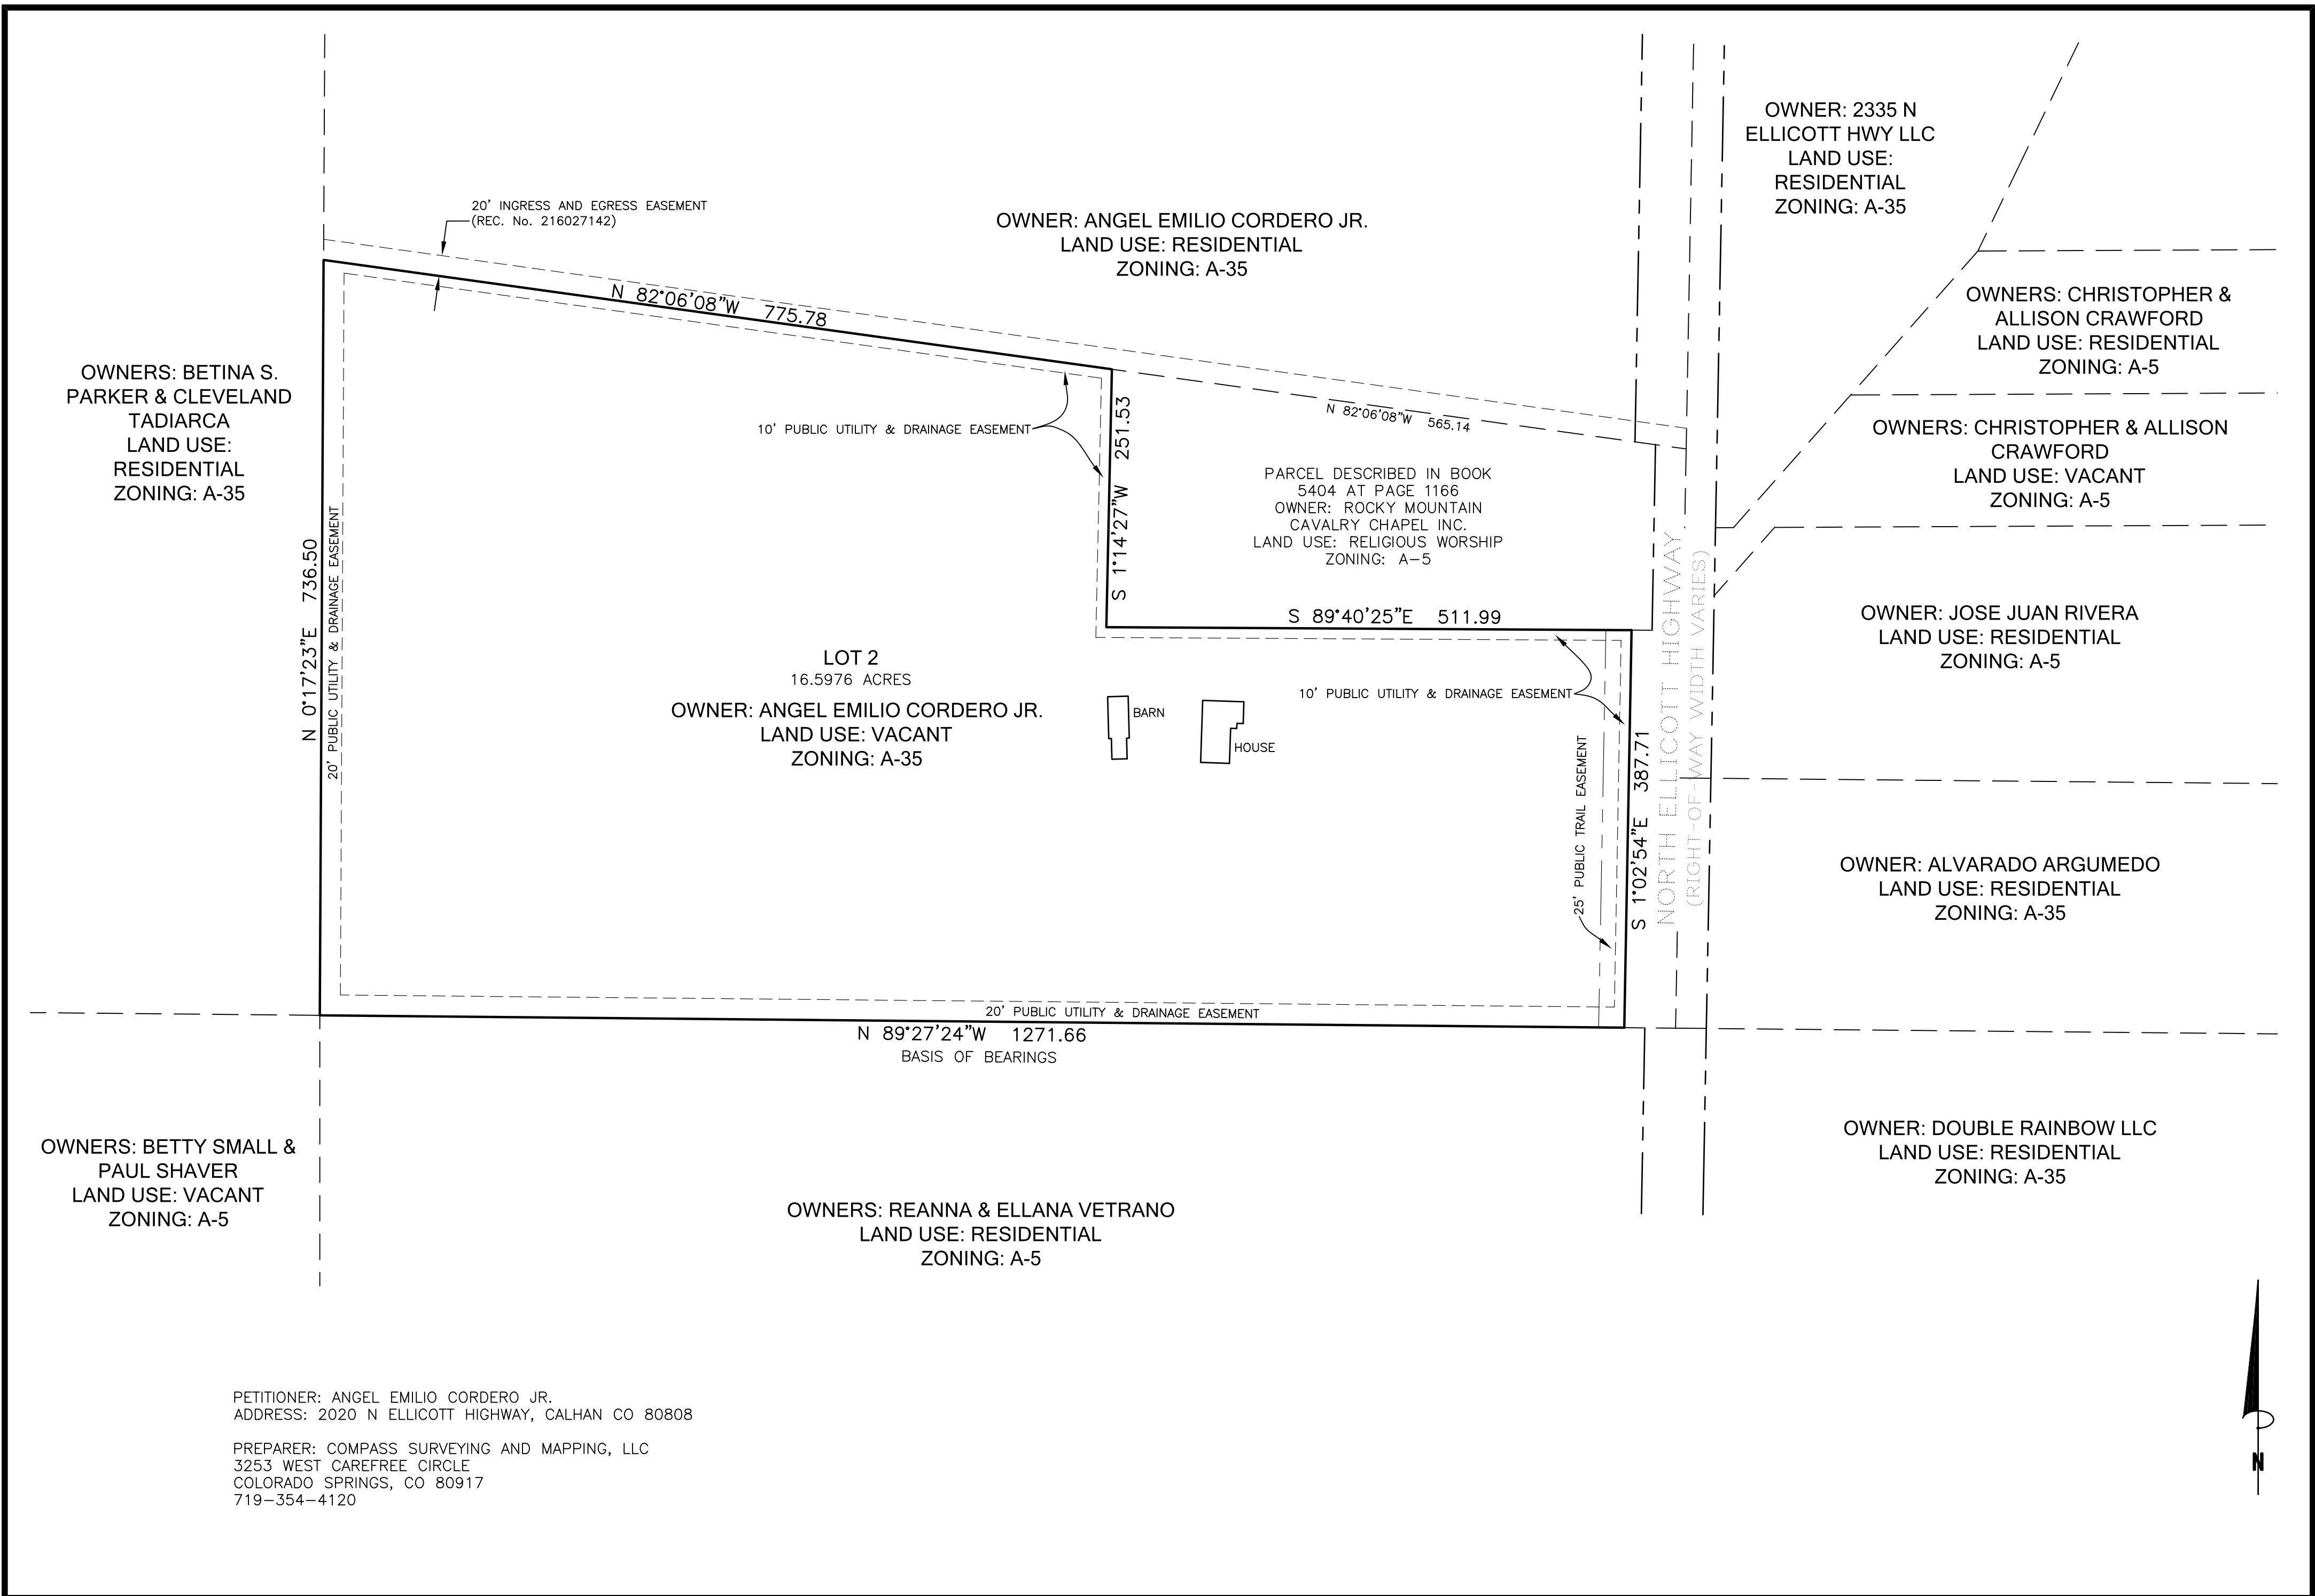 OWNER: 2335 N
ELLICOTT HWY LLC
LAND USE:
RESIDENTIAL
ZONING: A-35
20' INGRESS AND EGRESS EASEMENT
(REC. No. 216027142)
OWNER: ANGEL EMILIO CORDERO JR.
LAND USE: RESIDENTIAL
ZONING: A-35
N 82°06'08"W 775.78
OWNERS: CHRISTOPHER &
ALLISON CRAWFORD
LAND USE: RESIDENTIAL
ZONING: A-5
OWNERS: BETINA S.
PARKER & CLEVELAND
TADIARCA
LAND USE:
RESIDENTIAL
ZONING: A-35
10' PUBLIC UTILITY & DRAINAGE EASEMENT
S 1°14'27"W 251.53
N 82°06'08"W 565.14
OWNERS: CHRISTOPHER & ALLISON
CRAWFORD
LAND USE: VACANT
ZONING: A-5
PARCEL DESCRIBED IN BOOK
5404 AT PAGE 1166
OWNER: ROCKY MOUNTAIN
CAVALRY CHAPEL INC.
LAND USE: RELIGIOUS WORSHIP
ZONING: A-5
N 0°17'23"E 736.50
20' PUBLIC UTILITY & DRAINAGE EASEMENT
S 89°40'25"E 511.99
NORTH ELLICOTT HIGHWAY
(RIGHT-OF-WAY WIDTH VARIES)
OWNER: JOSE JUAN RIVERA
LAND USE: RESIDENTIAL
ZONING: A-5
LOT 2
16.5976 ACRES
OWNER: ANGEL EMILIO CORDERO JR.
LAND USE: VACANT
ZONING: A-35
BARN
HOUSE
10' PUBLIC UTILITY & DRAINAGE EASEMENT
25' PUBLIC TRAIL EASEMENT
S 1°02'54"E 387.71
OWNER: ALVARADO ARGUMEDO
LAND USE: RESIDENTIAL
ZONING: A-35
20' PUBLIC UTILITY & DRAINAGE EASEMENT
N 89°27'24"W 1271.66
BASIS OF BEARINGS
OWNERS: BETTY SMALL &
PAUL SHAVER
LAND USE: VACANT
ZONING: A-5
OWNERS: REANNA & ELLANA VETRANO
LAND USE: RESIDENTIAL
ZONING: A-5
OWNER: DOUBLE RAINBOW LLC
LAND USE: RESIDENTIAL
ZONING: A-35
PETITIONER: ANGEL EMILIO CORDERO JR.
ADDRESS: 2020 N ELLICOTT HIGHWAY, CALHAN CO 80808
PREPARER: COMPASS SURVEYING AND MAPPING, LLC
3253 WEST CAREFREE CIRCLE
COLORADO SPRINGS, CO 80917
719-354-4120
N